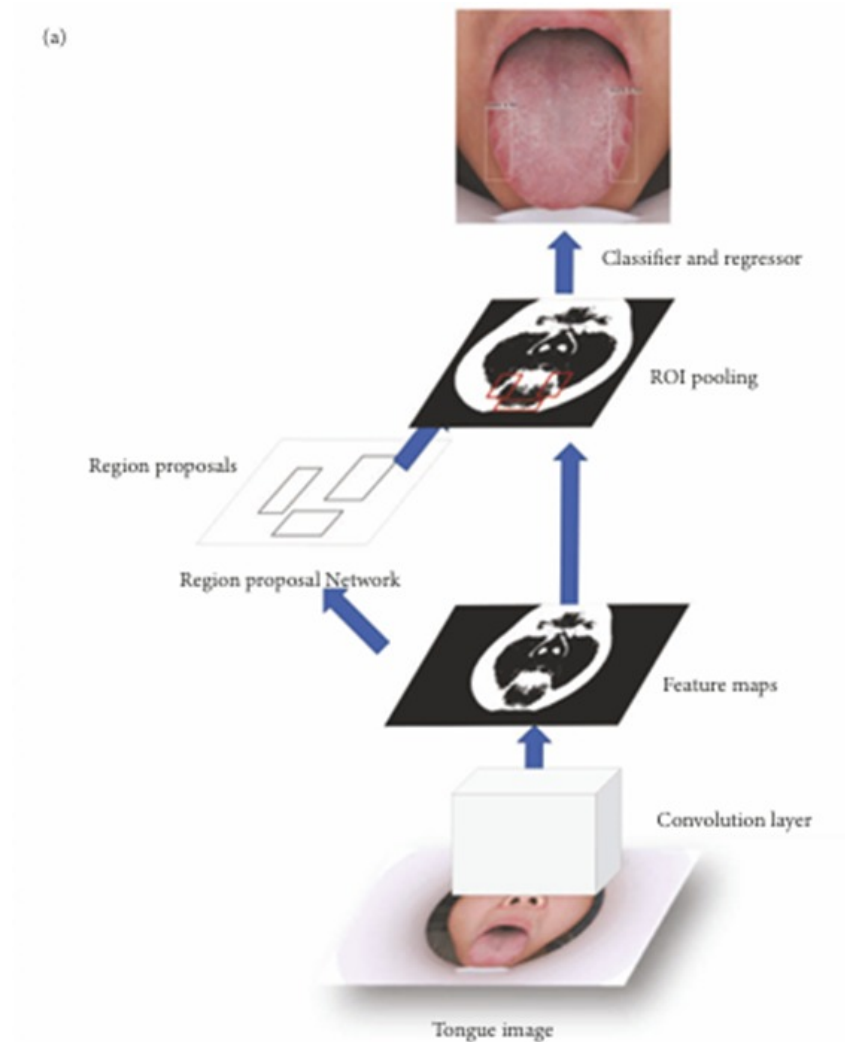 (a)
Classifier and regressor
ROI pooling
Region proposals
Region proposal Network
Feature maps
Convolution layer
Tongue image